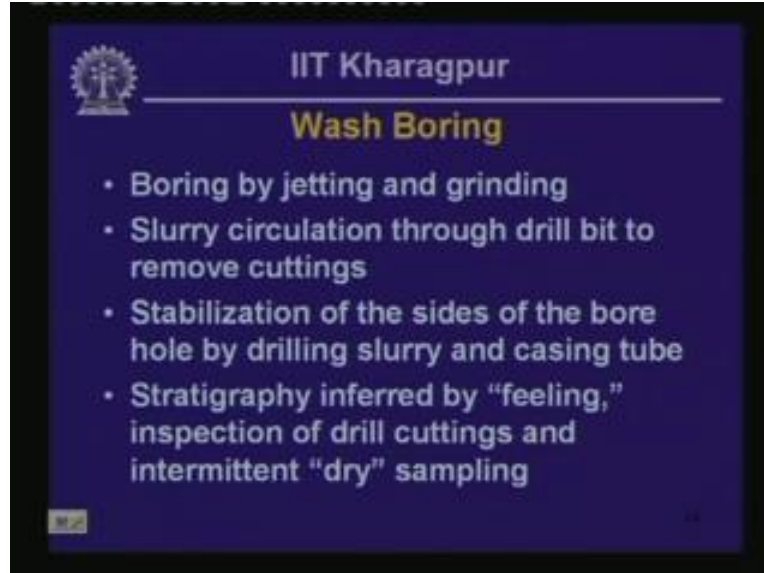 IIT Kharagpur
Wash Boring
• Boring by jetting and grinding
• Slurry circulation through drill bit to
remove cuttings
• Stabilization of the sides of the bore
hole by drilling slurry and casing tube
• Stratigraphy inferred by “feeling,”
inspection of drill cuttings and
intermittent “dry” sampling